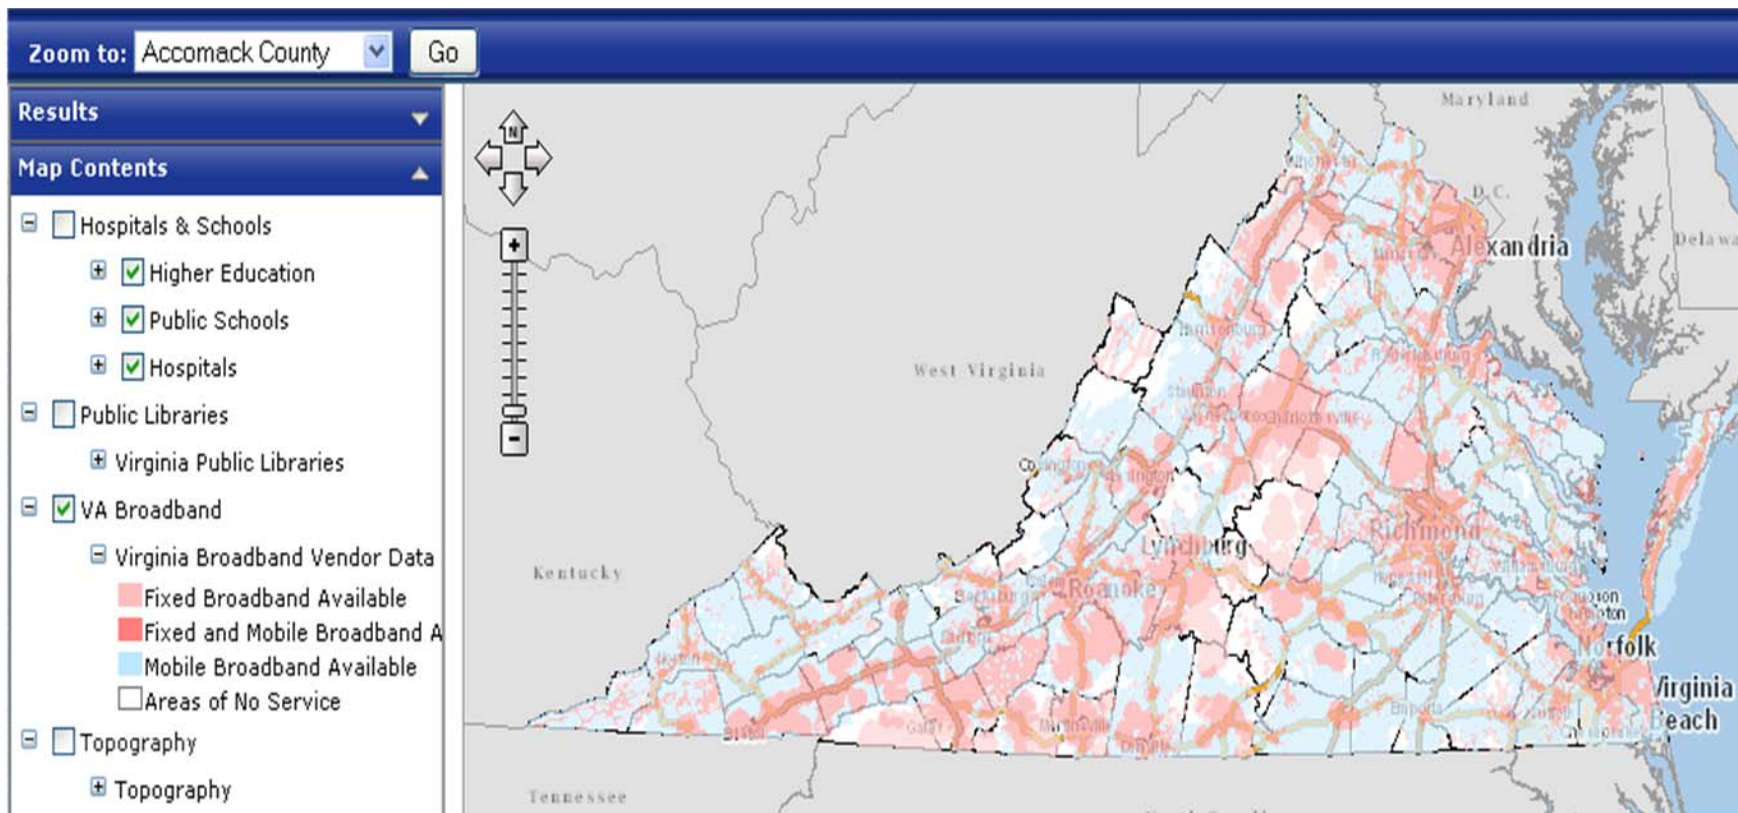 Zoom to: Accomack County Go
Results
Map Contents
Hospitals & Schools
Higher Education
Public Schools
Hospitals
Public Libraries
Virginia Public Libraries
VA Broadband
Virginia Broadband Vendor Data
Fixed Broadband Available
Fixed and Mobile Broadband A
Mobile Broadband Available
Areas of No Service
Topography
Topography
N
+
-
Maryland
D.C.
Alexandria
Delawa
West Virginia
Richmond
Lynchburg
Kentucky
Roanoke
Norfolk
Virginia
Beach
Tennessee